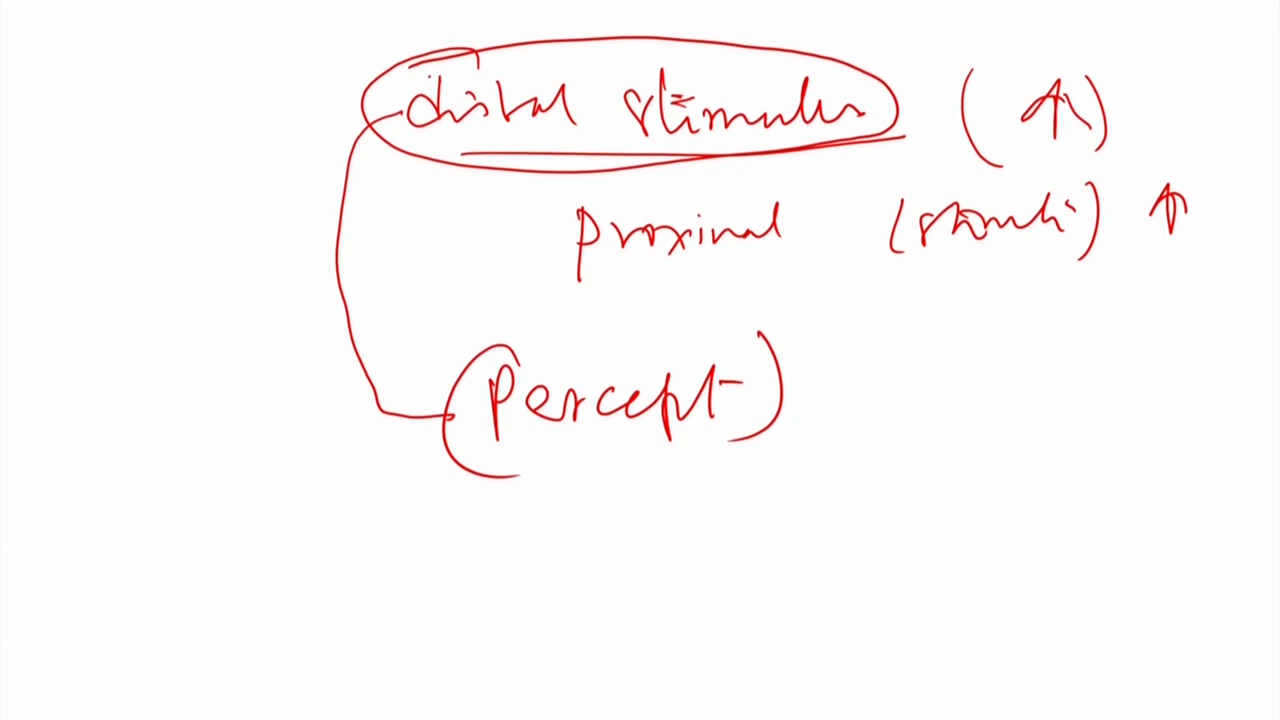 distal stimulus (↑)
proximal (stimuli) ↑
(percept)